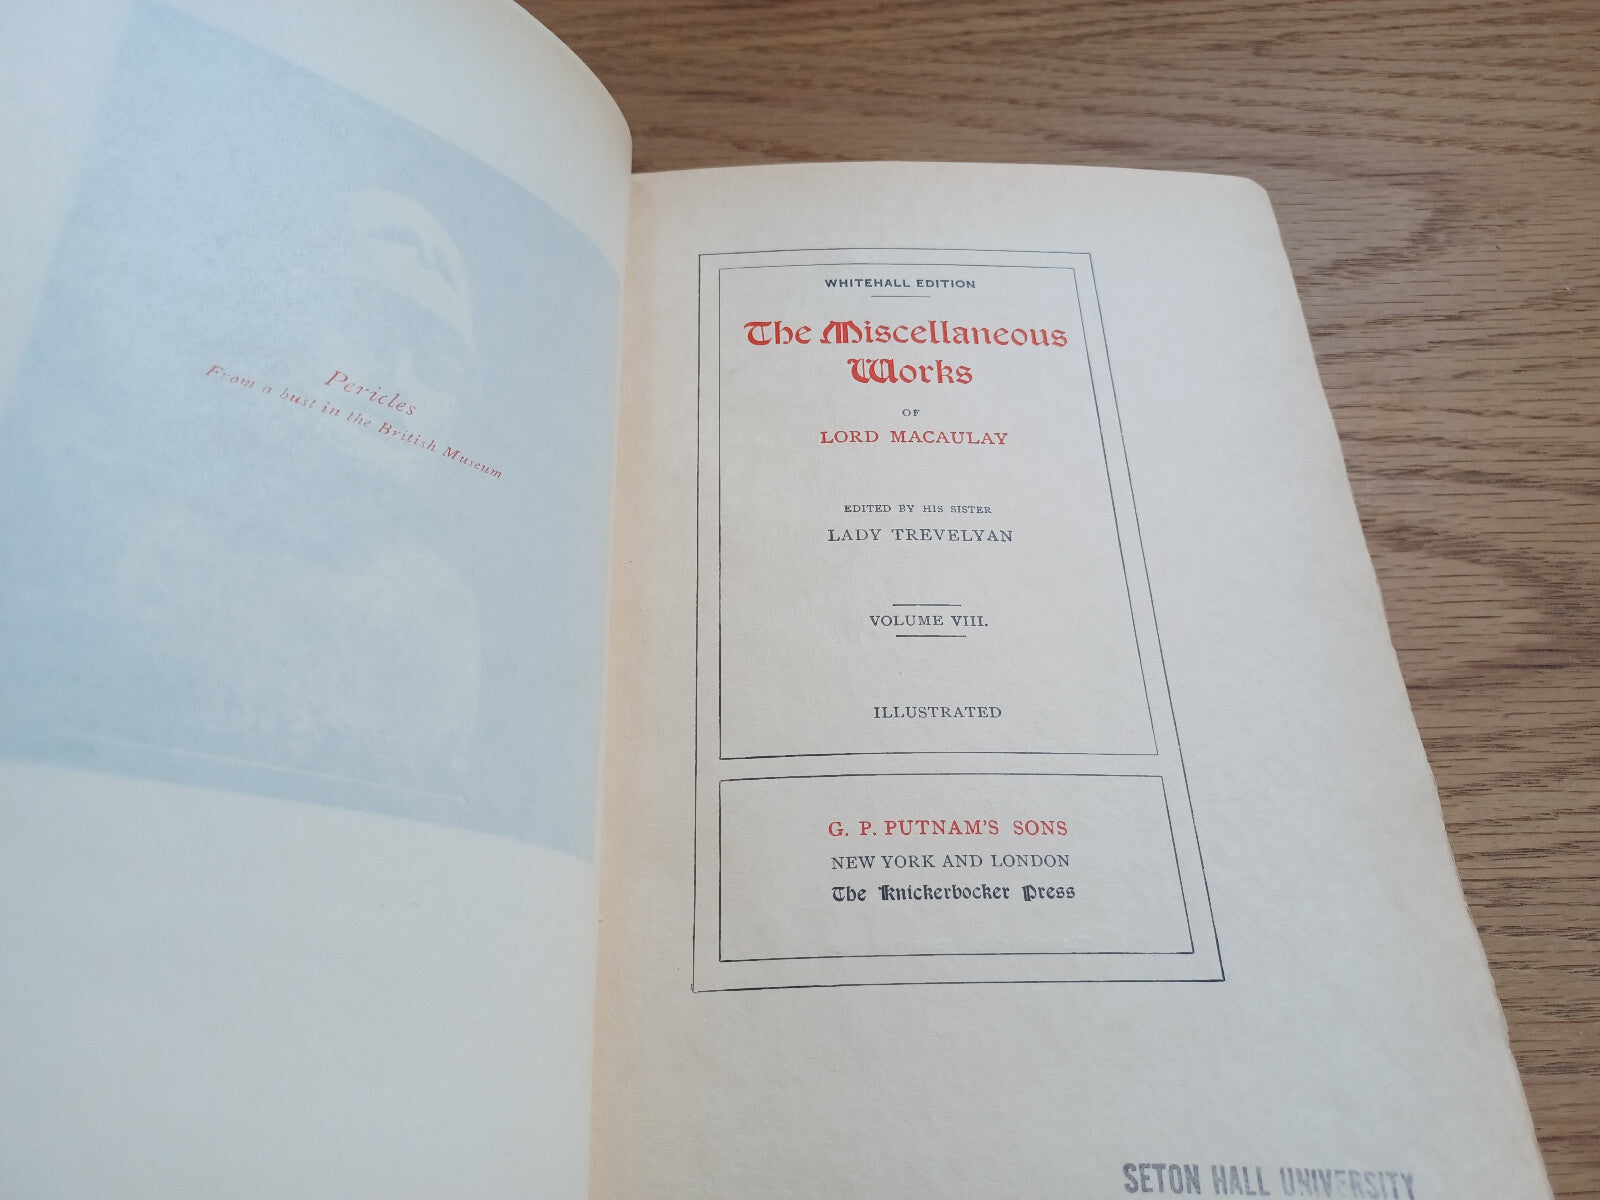 Pericles
From a bust in the British Museum
WHITEHALL EDITION
The Miscellaneous
Works
OF
LORD MACAULAY
EDITED BY HIS SISTER
LADY TREVELYAN
VOLUME VIII.
ILLUSTRATED
G. P. PUTNAM'S SONS
NEW YORK AND LONDON
The Knickerbocker Press
SETON HALL UNIVERSITY